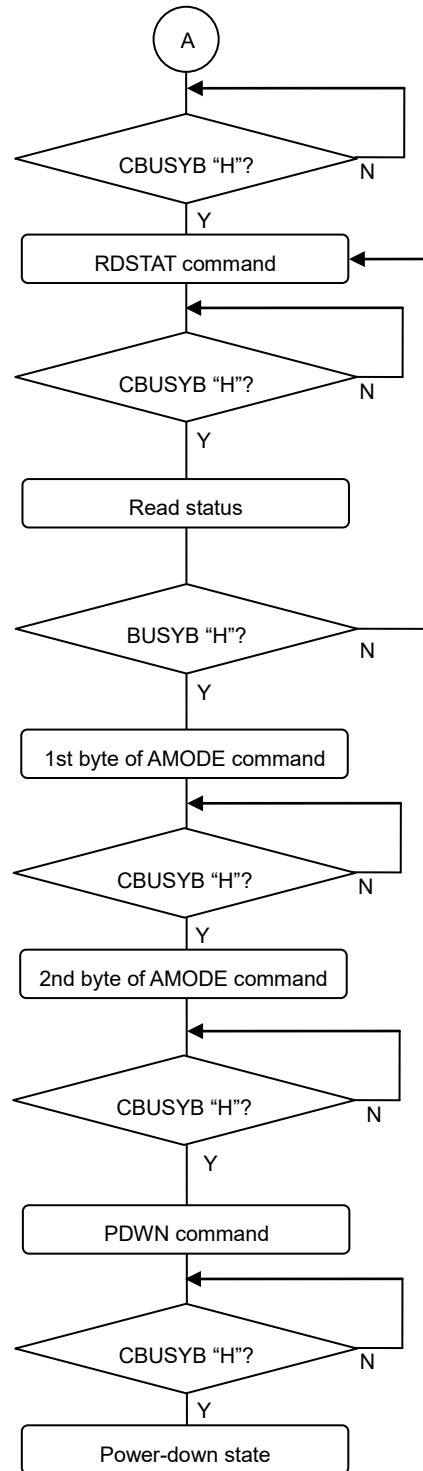 A
CBUSYB “H”?
N
Y
RDSTAT command
CBUSYB “H”?
N
Y
Read status
BUSYB “H”?
N
Y
1st byte of AMODE command
CBUSYB “H”?
N
Y
2nd byte of AMODE command
CBUSYB “H”?
N
Y
PDWN command
CBUSYB “H”?
N
Y
Power-down state